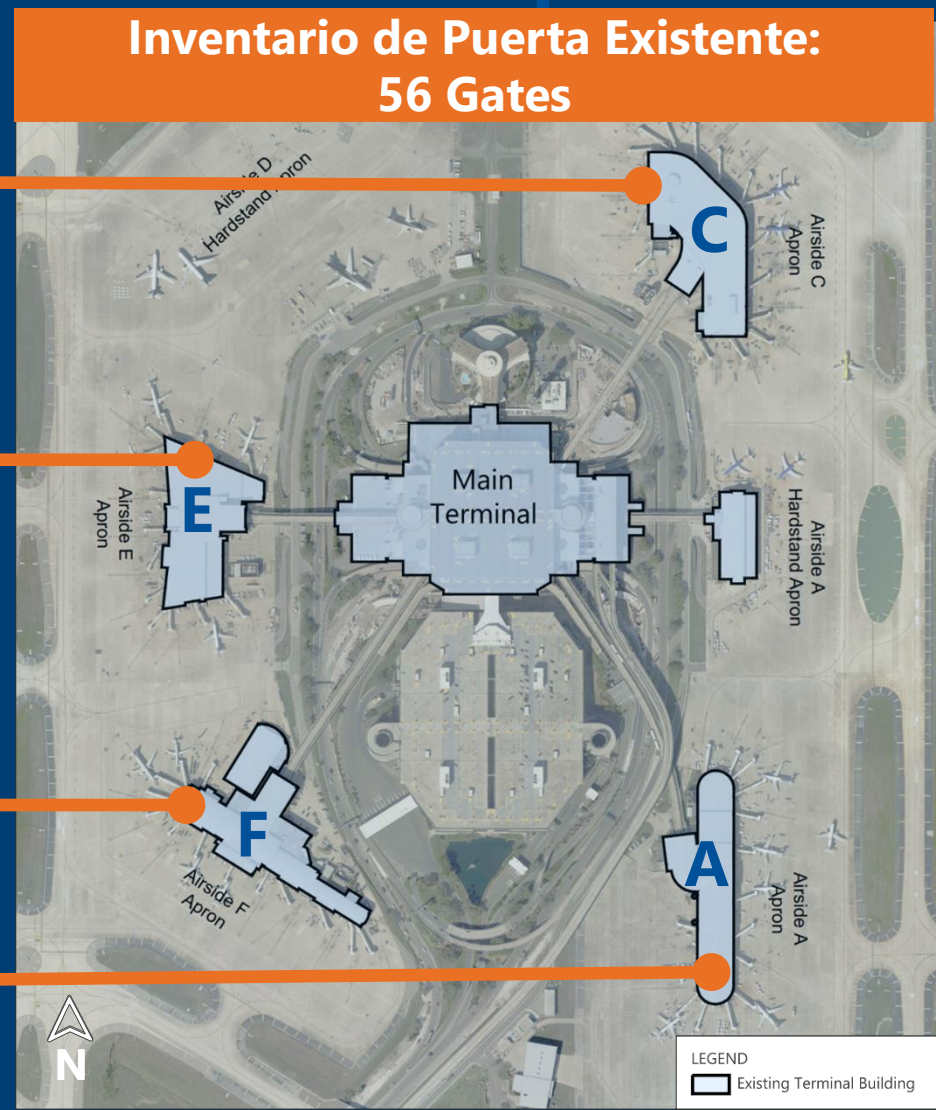 Inventario de Puerta Existente:
56 Gates
Airside D
Hardstand Apron
C
Airside C
Apron
Main
Terminal
E
Airside E
Apron
Airside A
Hardstand Apron
F
Airside F
Apron
A
Airside A
Apron
N
LEGEND
Existing Terminal Building